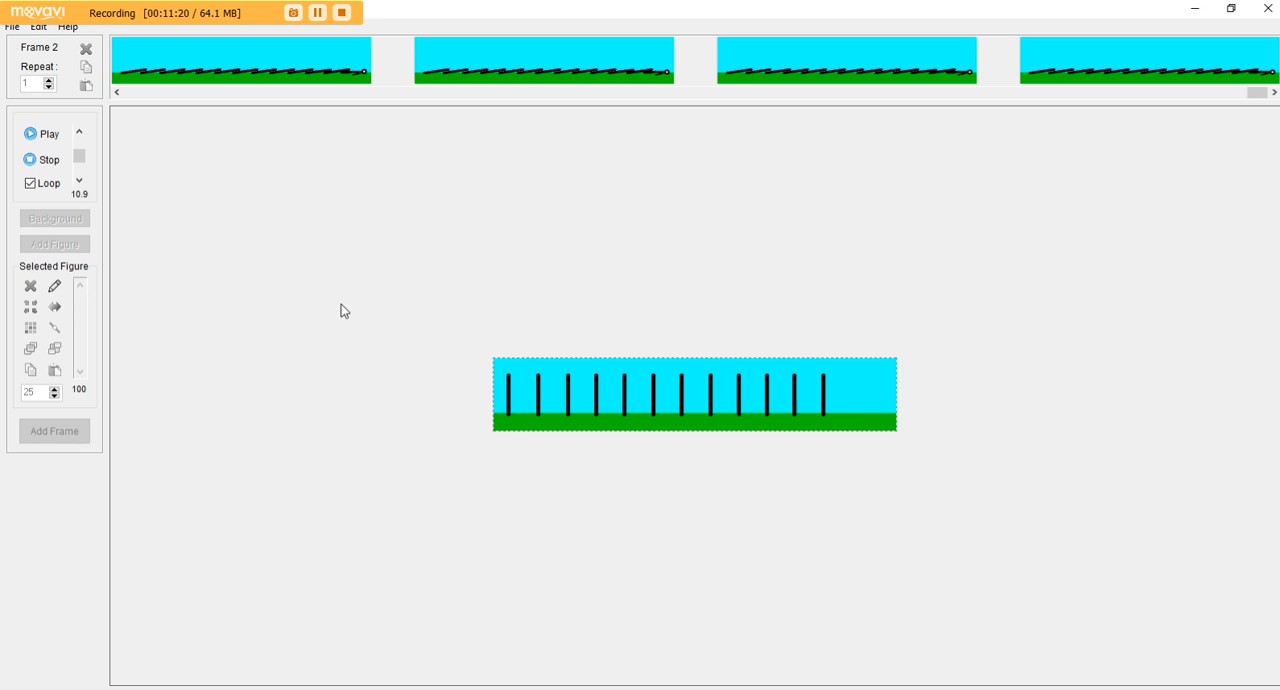 movavi Recording [00:11:20 / 64.1 MB]
File Edit Help
Frame 2
Repeat :
1
Play
Stop
Loop
10.9
Background
Add Figure
Selected Figure
25
100
Add Frame